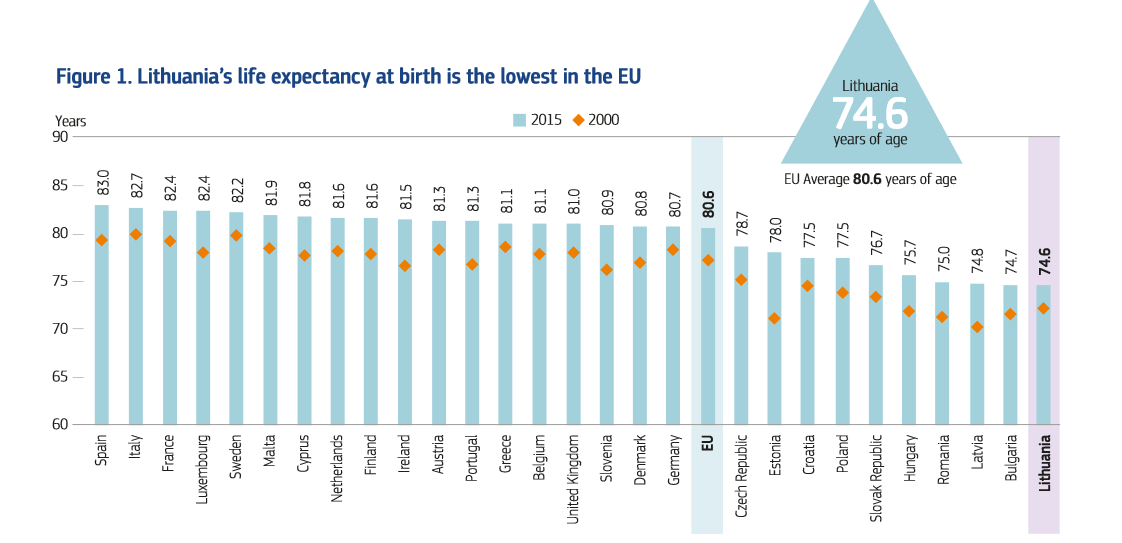 Figure 1. Lithuania’s life expectancy at birth is the lowest in the EU
Lithuania
74.6
years of age
EU Average 80.6 years of age
Years
2015 2000
90
85
80
75
70
65
60
83.0 82.7 82.4 82.4 82.2 81.9 81.8 81.6 81.6 81.5 81.3 81.3 81.1 81.1 81.0 80.9 80.8 80.7 80.6 78.7 78.0 77.5 77.5 76.7 75.7 75.0 74.8 74.7 74.6
Spain
Italy
France
Luxembourg
Sweden
Malta
Cyprus
Netherlands
Finland
Ireland
Austria
Portugal
Greece
Belgium
United Kingdom
Slovenia
Denmark
Germany
EU
Czech Republic
Estonia
Croatia
Poland
Slovak Republic
Hungary
Romania
Latvia
Bulgaria
Lithuania